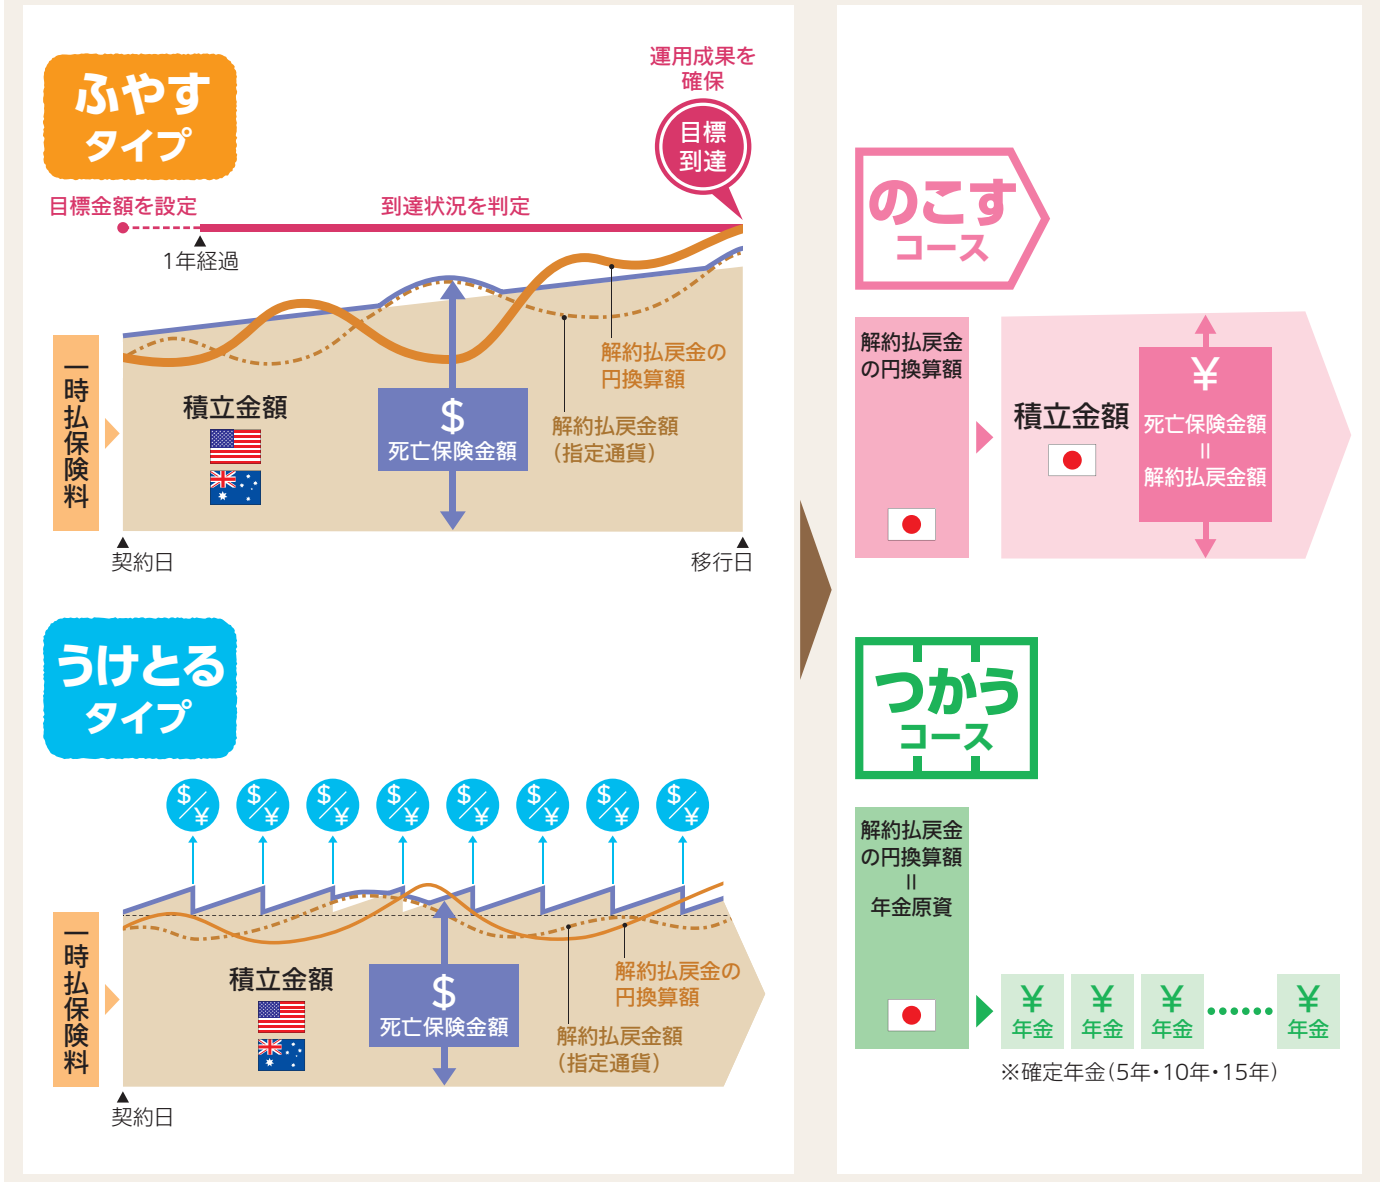 ふやす
タイプ
運用成果を
確保
目標
到達
目標金額を設定
到達状況を判定
1年経過
一時払保険料
積立金額
$
死亡保険金額
解約払戻金の
円換算額
解約払戻金額
（指定通貨）
契約日
移行日
うけとる
タイプ
$/¥
$/¥
$/¥
$/¥
$/¥
$/¥
$/¥
$/¥
一時払保険料
積立金額
$
死亡保険金額
解約払戻金の
円換算額
解約払戻金額
（指定通貨）
契約日
のこす
コース
解約払戻金
の円換算額
積立金額
¥
死亡保険金額
＝
解約払戻金額
つかう
コース
解約払戻金
の円換算額
＝
年金原資
¥
年金
¥
年金
¥
年金
……
¥
年金
※確定年金（5年・10年・15年）